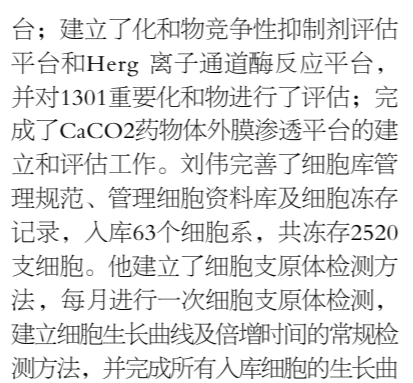 台；建立了化和物竞争性抑制剂评估
平台和Herg 离子通道酶反应平台，
并对1301重要化和物进行了评估；完
成了CaCO2药物体外膜渗透平台的建
立和评估工作。刘伟完善了细胞库管
理规范、管理细胞资料库及细胞冻存
记录，入库63个细胞系，共冻存2520
支细胞。他建立了细胞支原体检测方
法，每月进行一次细胞支原体检测，
建立细胞生长曲线及倍增时间的常规检
测方法，并完成所有入库细胞的生长曲